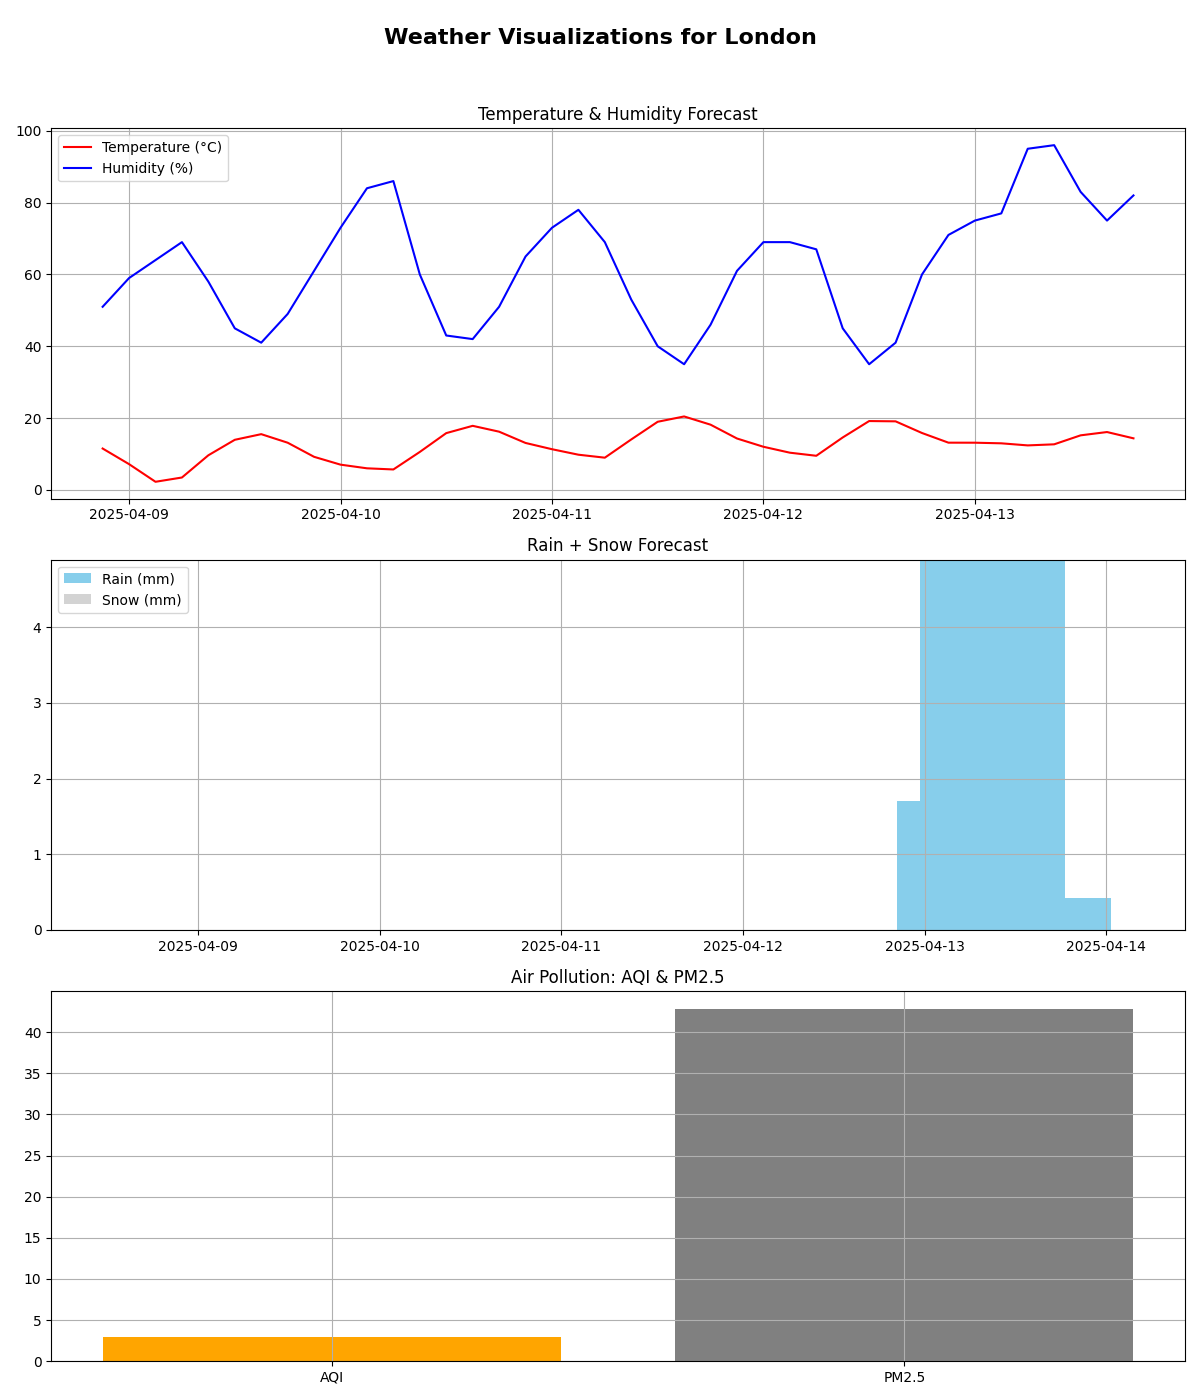 Weather Visualizations for London
Temperature & Humidity Forecast
Temperature (°C)
Humidity (%)
100
80
60
40
20
0
2025-04-09 2025-04-10 2025-04-11 2025-04-12 2025-04-13
Rain + Snow Forecast
Rain (mm)
Snow (mm)
4
3
2
1
0
2025-04-09 2025-04-10 2025-04-11 2025-04-12 2025-04-13 2025-04-14
Air Pollution: AQI & PM2.5
40
35
30
25
20
15
10
5
0
AQI PM2.5